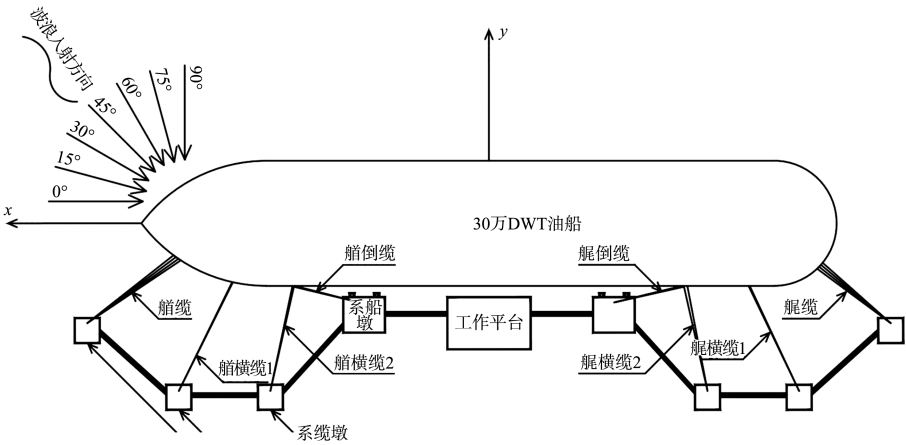 波浪人射方向
90°
75°
60°
45°
30°
15°
0°
y
x
30万DWT油船
艏倒缆
艉倒缆
艏缆
系船
墩
工作平台
艉缆
艏横缆1
艏横缆2
艉横缆2
艉横缆1
系缆墩